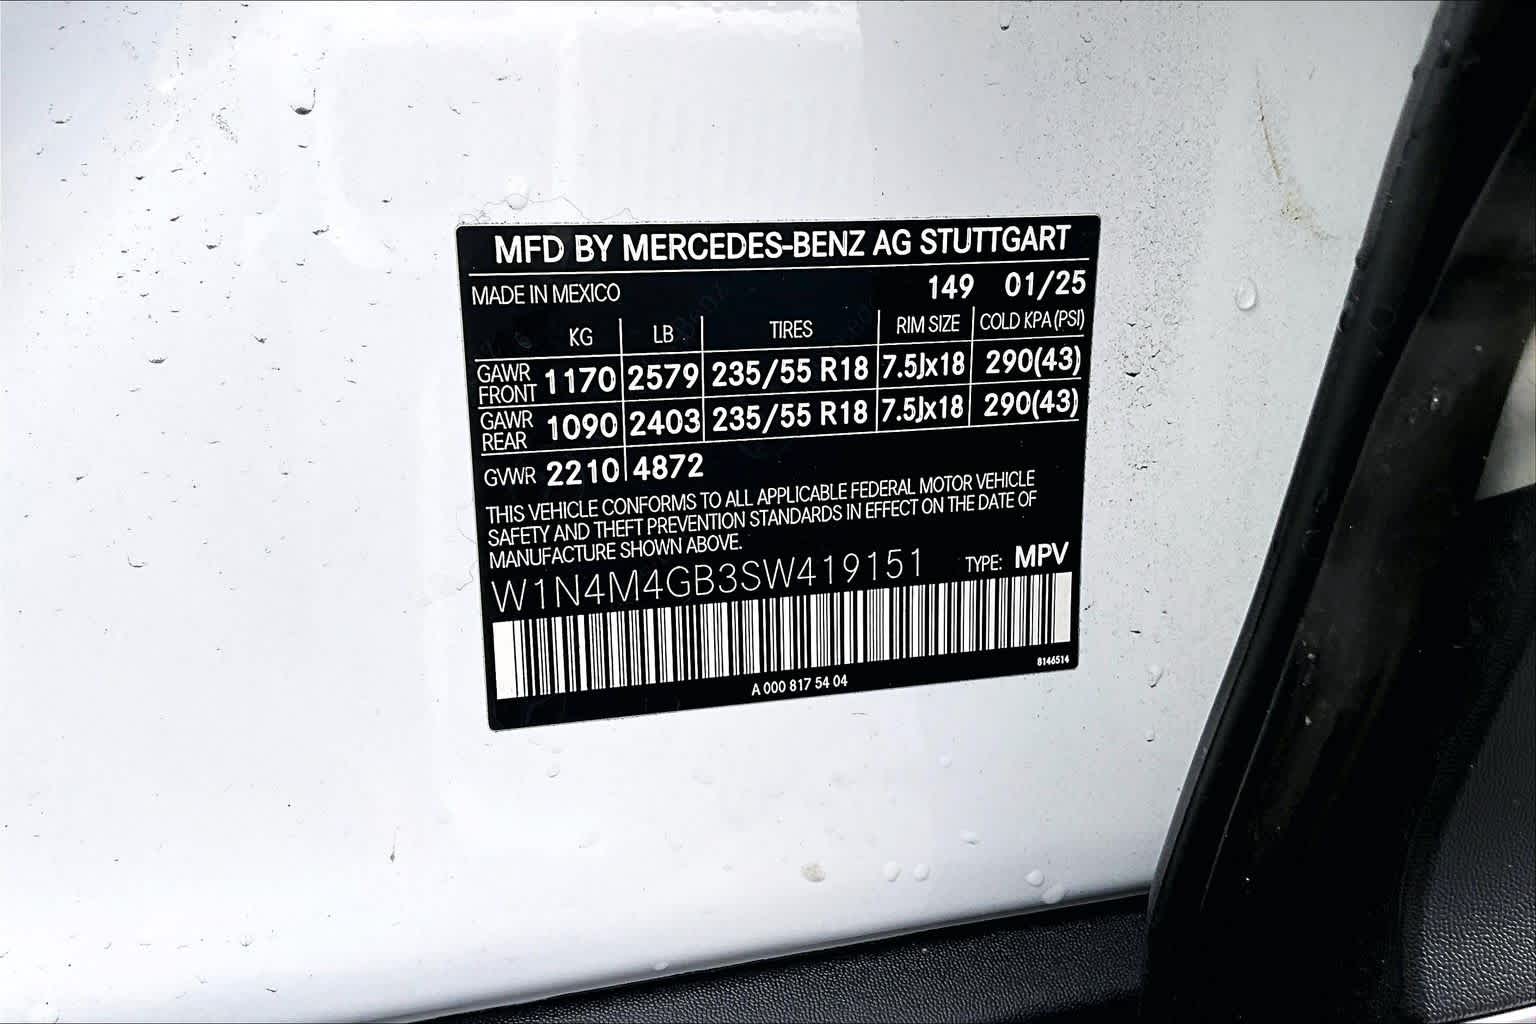 MFD BY MERCEDES-BENZ AG STUTTGART
MADE IN MEXICO 149 01/25
KG LB TIRES RIM SIZE COLD KPA (PSI)
GAWR FRONT 1170 2579 235/55 R18 7.5Jx18 290(43)
GAWR REAR 1090 2403 235/55 R18 7.5Jx18 290(43)
GVWR 2210 4872
THIS VEHICLE CONFORMS TO ALL APPLICABLE FEDERAL MOTOR VEHICLE
SAFETY AND THEFT PREVENTION STANDARDS IN EFFECT ON THE DATE OF
MANUFACTURE SHOWN ABOVE.
W1N4M4GB3SW419151 TYPE: MPV
8146514
A 000 817 54 04